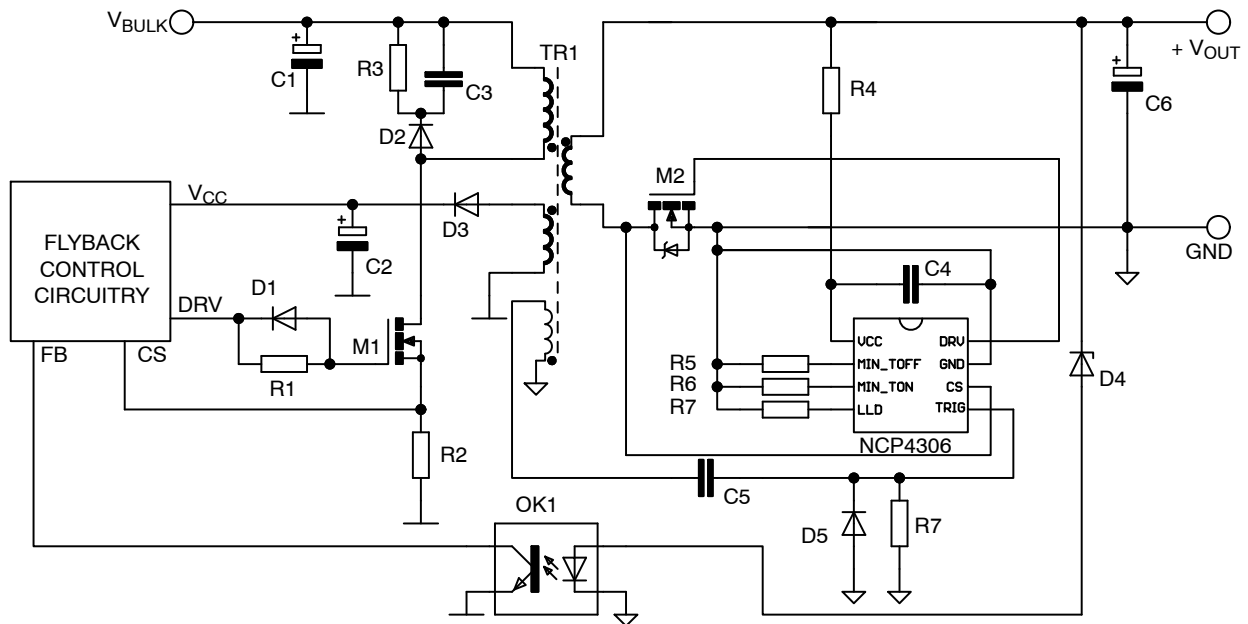 VBULK
C1
R3
C3
D2
TR1
R4
+ VOUT
C6
M2
VCC
D3
C2
GND
FLYBACK
CONTROL
CIRCUITRY
D1
DRV
M1
R1
FB
CS
C4
VCC
DRV
R5
MIN_TOFF
GND
R6
MIN_TON
CS
R7
LLD
TRIG
D4
NCP4306
R2
C5
OK1
D5
R7